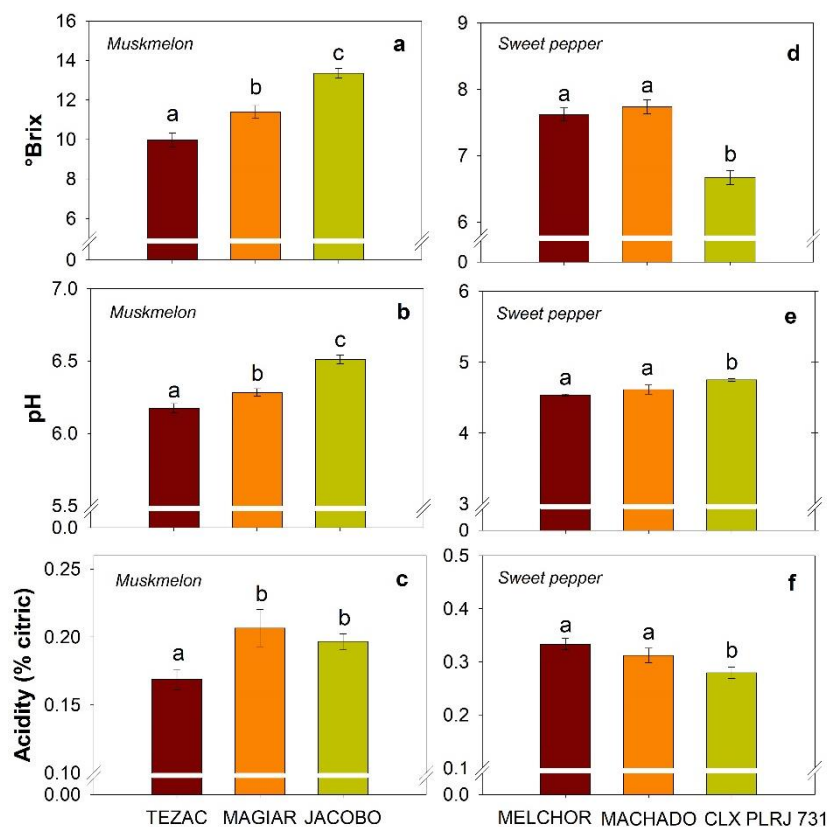 Muskmelon a
°Brix
16
14
12
10
8
6
0
a b c
Sweet pepper d
8
7
6
0
a a b
Muskmelon b
pH
7.0
6.5
6.0
5.5
0.0
a b c
Sweet pepper e
6
5
4
3
0
a a b
Muskmelon c
Acidity (% citric)
0.25
0.20
0.15
0.10
0.00
a b b
TEZAC MAGIAR JACOBO
Sweet pepper f
0.5
0.4
0.3
0.2
0.1
0.0
a a b
MELCHOR MACHADO CLX PLRJ 731